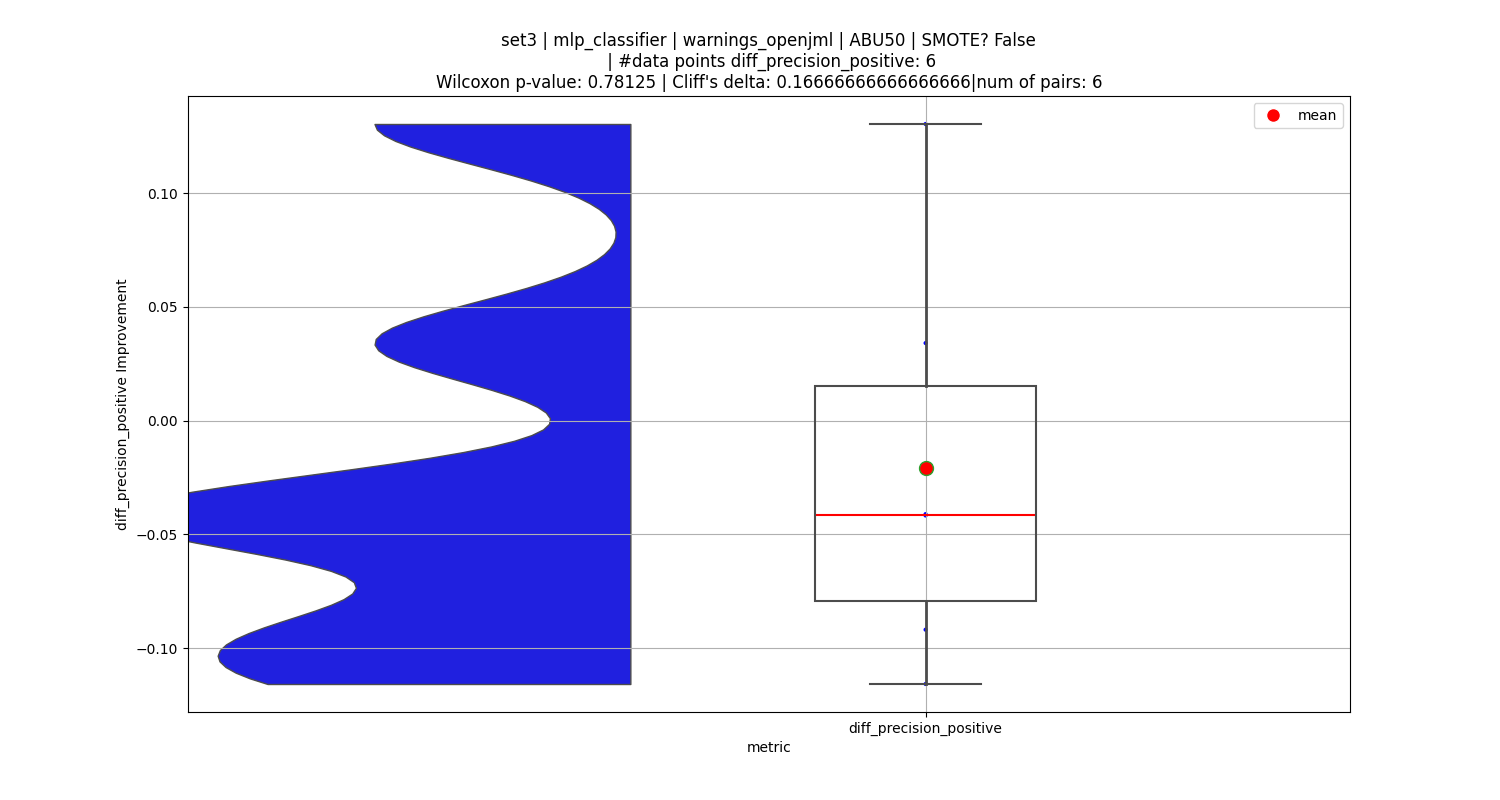 set3 | mlp_classifier | warnings_openjml | ABU50 | SMOTE? False
| #data points diff_precision_positive: 6
Wilcoxon p-value: 0.78125 | Cliff's delta: 0.16666666666666666|num of pairs: 6
mean
0.10
0.05
0.00
−0.05
−0.10
diff_precision_positive Improvement
diff_precision_positive
metric